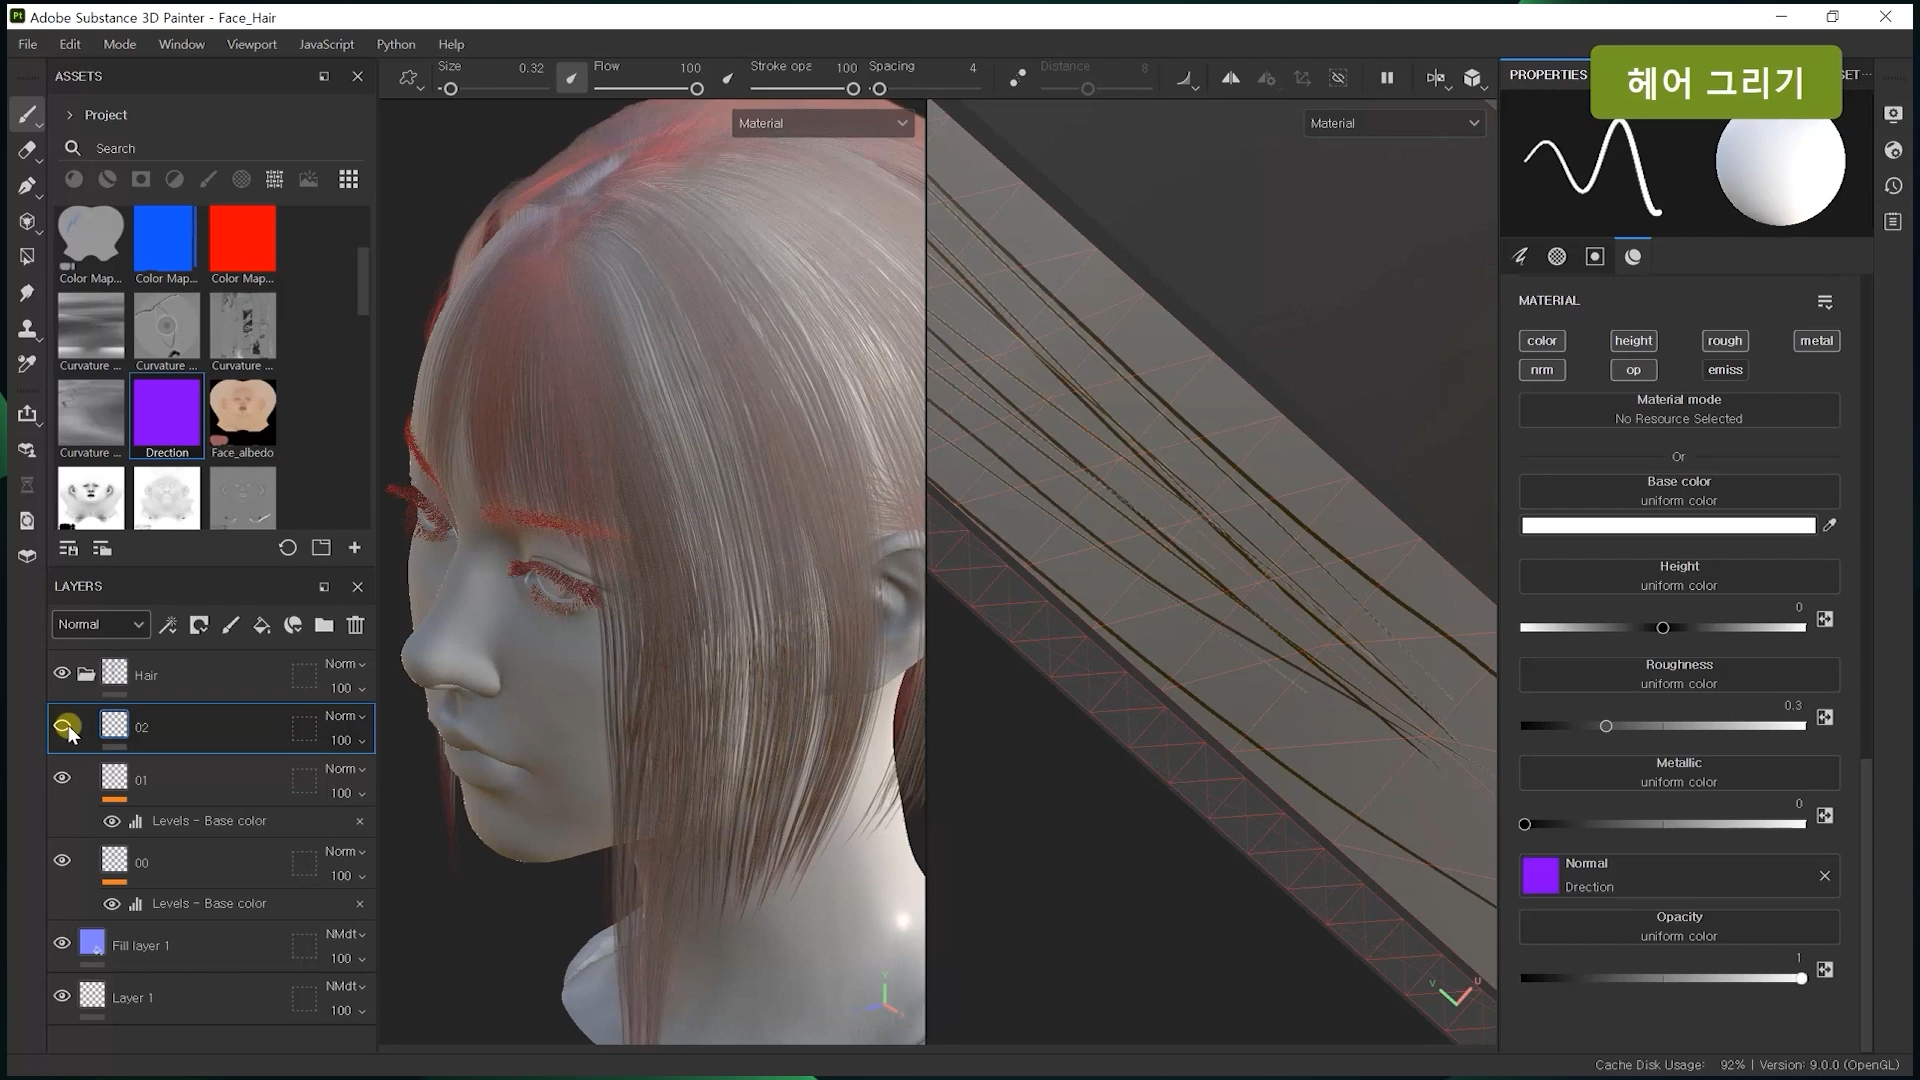 Pt Adobe Substance 3D Painter - Face_Hair
File Edit Mode Window Viewport JavaScript Python Help
헤어 그리기
ASSETS
Project
Search
Color Map... Color Map... Color Map...
Curvature ... Curvature ... Curvature ...
Curvature ... Drection Face_albedo
Size 0.32 Flow 100 Stroke opa 100 Spacing 4 Distance 8
Material
Material
LAYERS
Normal
Hair Norm 100
02 Norm 100
01 Norm 100
Levels - Base color
00 Norm 100
Levels - Base color
Fill layer 1 NMdt 100
Layer 1 NMdt 100
Y
V U
PROPERTIES SET...
MATERIAL
color height rough metal
nrm op emiss
Material mode
No Resource Selected
Or
Base color
uniform color
Height
uniform color
0
Roughness
uniform color
0.3
Metallic
uniform color
0
Normal
Drection
Opacity
uniform color
1
Cache Disk Usage: 92% | Version: 9.0.0 (OpenGL)